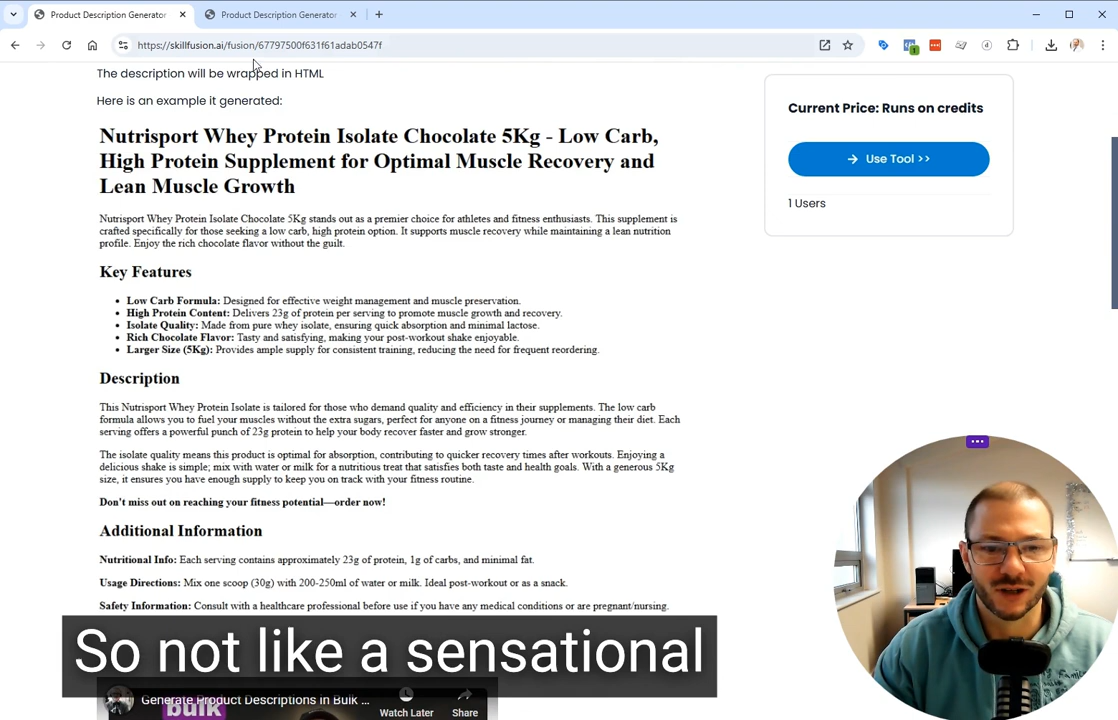 Product Description Generator
Product Description Generator
https://skillfusion.ai/fusion/67797500f631f61adab0547f
1
The description will be wrapped in HTML
Here is an example it generated:
Nutrisport Whey Protein Isolate Chocolate 5Kg - Low Carb,
High Protein Supplement for Optimal Muscle Recovery and
Lean Muscle Growth
Nutrisport Whey Protein Isolate Chocolate 5Kg stands out as a premier choice for athletes and fitness enthusiasts. This supplement is
crafted specifically for those seeking a low carb, high protein option. It supports muscle recovery while maintaining a lean nutrition
profile. Enjoy the rich chocolate flavor without the guilt.
Key Features
• Low Carb Formula: Designed for effective weight management and muscle preservation.
• High Protein Content: Delivers 23g of protein per serving to promote muscle growth and recovery.
• Isolate Quality: Made from pure whey isolate, ensuring quick absorption and minimal lactose.
• Rich Chocolate Flavor: Tasty and satisfying, making your post-workout shake enjoyable.
• Larger Size (5Kg): Provides ample supply for consistent training, reducing the need for frequent reordering.
Description
This Nutrisport Whey Protein Isolate is tailored for those who demand quality and efficiency in their supplements. The low carb
formula allows you to fuel your muscles without the extra sugars, perfect for anyone on a fitness journey or managing their diet. Each
serving offers a powerful punch of 23g protein to help your body recover faster and grow stronger.
The isolate quality means this product is optimal for absorption, contributing to quicker recovery times after workouts. Enjoying a
delicious shake is simple; mix with water or milk for a nutritious treat that satisfies both taste and health goals. With a generous 5Kg
size, it ensures you have enough supply to keep you on track with your fitness routine.
Don't miss out on reaching your fitness potential—order now!
Additional Information
Nutritional Info: Each serving contains approximately 23g of protein, 1g of carbs, and minimal fat.
Usage Directions: Mix one scoop (30g) with 200-250ml of water or milk. Ideal post-workout or as a snack.
Safety Information: Consult with a healthcare professional before use if you have any medical conditions or are pregnant/nursing.
Current Price: Runs on credits
Use Tool >>
1 Users
So not like a sensational
Generate Product Descriptions In Bulk ...
bulk
Watch Later
Share